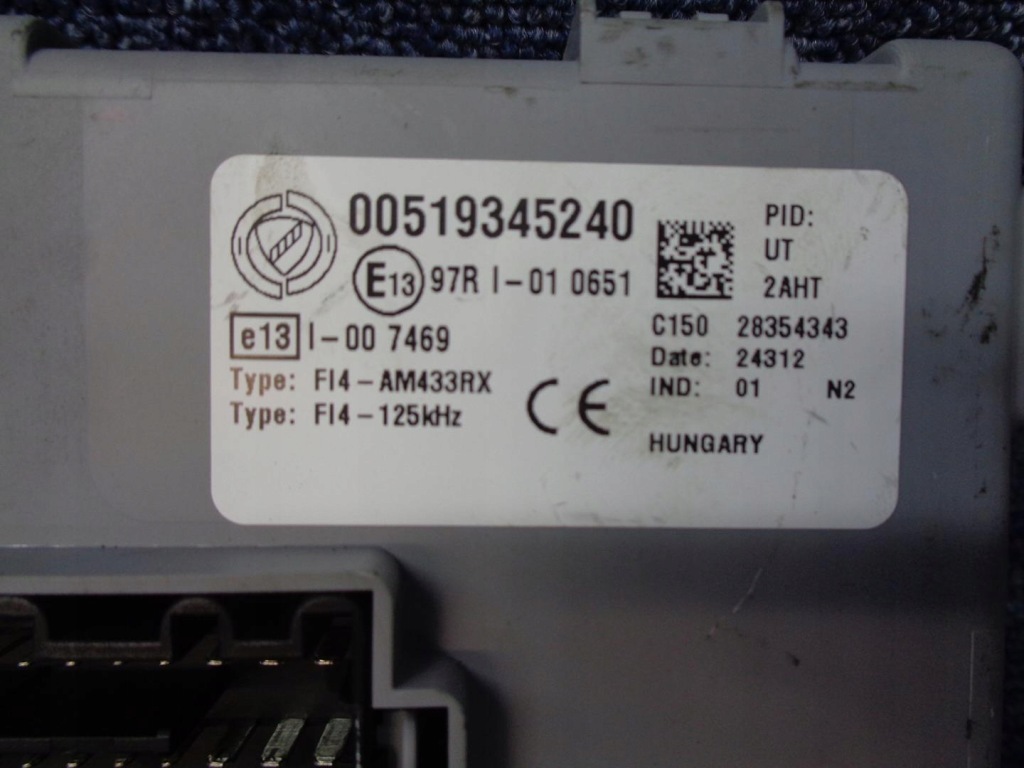 00519345240
E13 97R I-01 0651
e13 I-00 7469
Type: FI4-AM433RX
Type: FI4-125kHz
CE
PID:
UT
2AHT
C150 28354343
Date: 24312
IND: 01 N2
HUNGARY